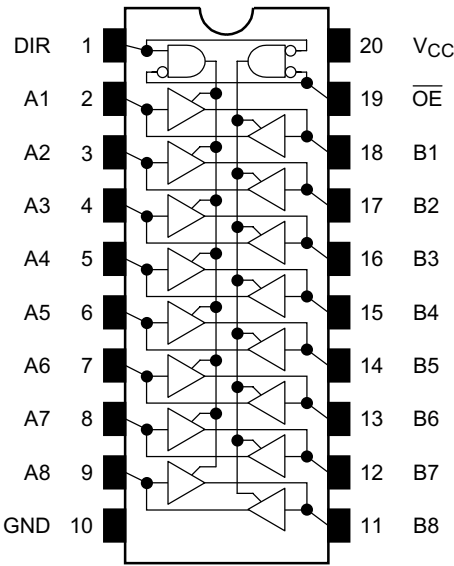 DIR 1 20 VCC
A1 2 19 OE
A2 3 18 B1
A3 4 17 B2
A4 5 16 B3
A5 6 15 B4
A6 7 14 B5
A7 8 13 B6
A8 9 12 B7
GND 10 11 B8